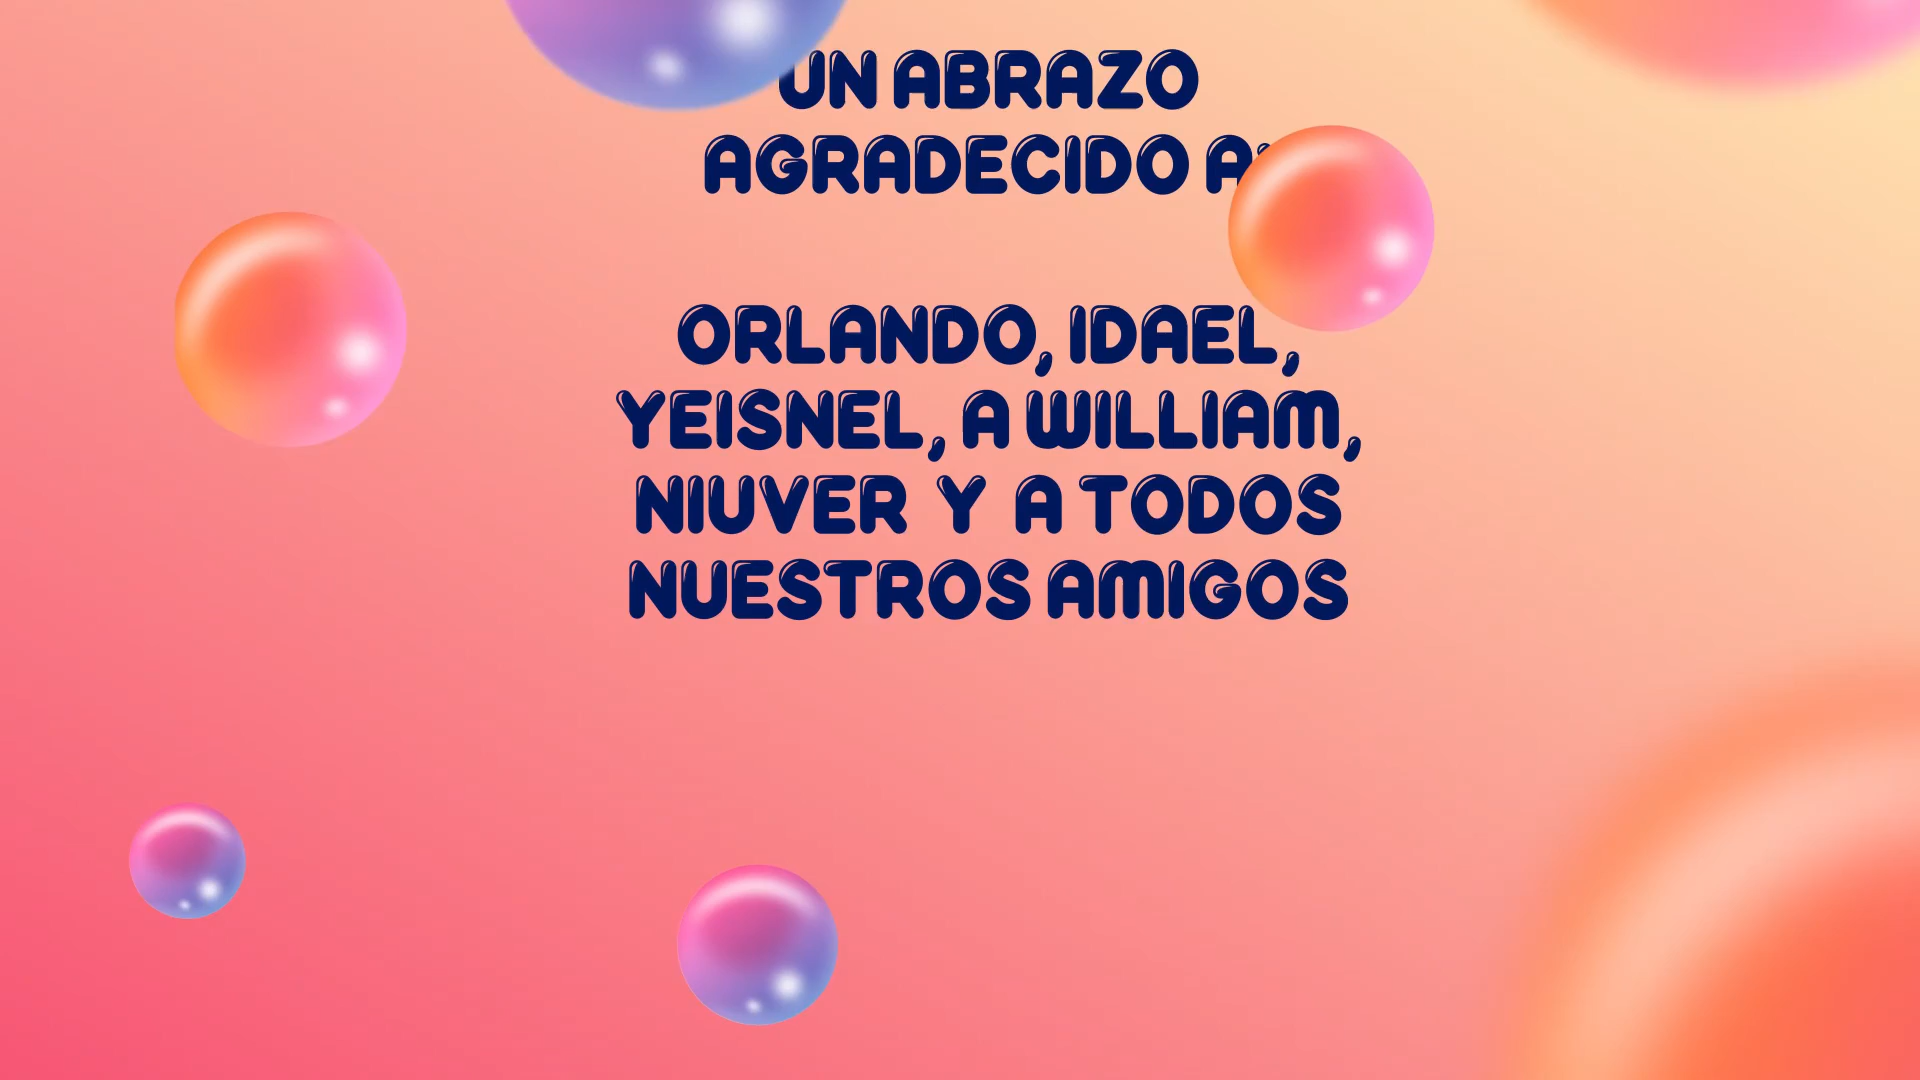 UN ABRAZO
AGRADECIDO A:
ORLANDO, IDAEL,
YEISNEL, A WILLIAM,
NIUVER Y A TODOS
NUESTROS AMIGOS